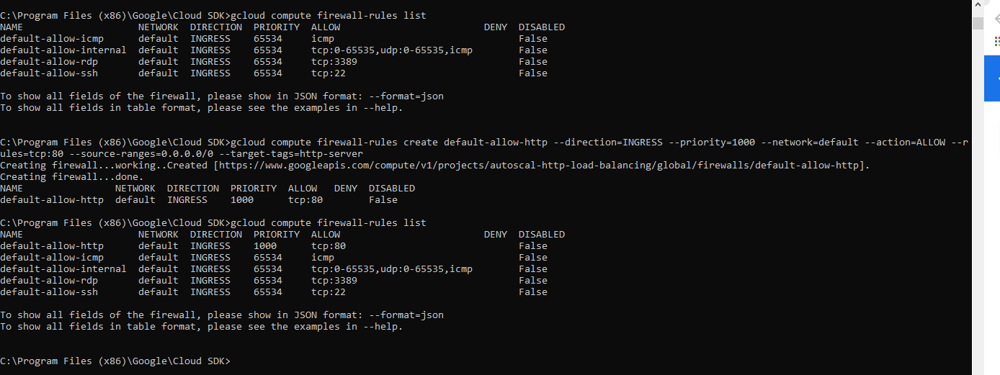 C:\Program Files (x86)\Google\Cloud SDK>gcloud compute firewall-rules list
NAME                    NETWORK  DIRECTION  PRIORITY  ALLOW                         DENY  DISABLED
default-allow-icmp      default  INGRESS    65534     icmp                                False
default-allow-internal  default  INGRESS    65534     tcp:0-65535,udp:0-65535,icmp        False
default-allow-rdp       default  INGRESS    65534     tcp:3389                            False
default-allow-ssh       default  INGRESS    65534     tcp:22                              False
To show all fields of the firewall, please show in JSON format: --format=json
To show all fields in table format, please see the examples in --help.
C:\Program Files (x86)\Google\Cloud SDK>gcloud compute firewall-rules create default-allow-http --direction=INGRESS --priority=1000 --network=default --action=ALLOW --r
ules=tcp:80 --source-ranges=0.0.0.0/0 --target-tags=http-server
Creating firewall...working..Created [https://www.googleapis.com/compute/v1/projects/autoscal-http-load-balancing/global/firewalls/default-allow-http].
Creating firewall...done.
NAME                NETWORK  DIRECTION  PRIORITY  ALLOW   DENY  DISABLED
default-allow-http  default  INGRESS    1000      tcp:80        False
C:\Program Files (x86)\Google\Cloud SDK>gcloud compute firewall-rules list
NAME                    NETWORK  DIRECTION  PRIORITY  ALLOW                         DENY  DISABLED
default-allow-http      default  INGRESS    1000      tcp:80                              False
default-allow-icmp      default  INGRESS    65534     icmp                                False
default-allow-internal  default  INGRESS    65534     tcp:0-65535,udp:0-65535,icmp        False
default-allow-rdp       default  INGRESS    65534     tcp:3389                            False
default-allow-ssh       default  INGRESS    65534     tcp:22                              False
To show all fields of the firewall, please show in JSON format: --format=json
To show all fields in table format, please see the examples in --help.
C:\Program Files (x86)\Google\Cloud SDK>